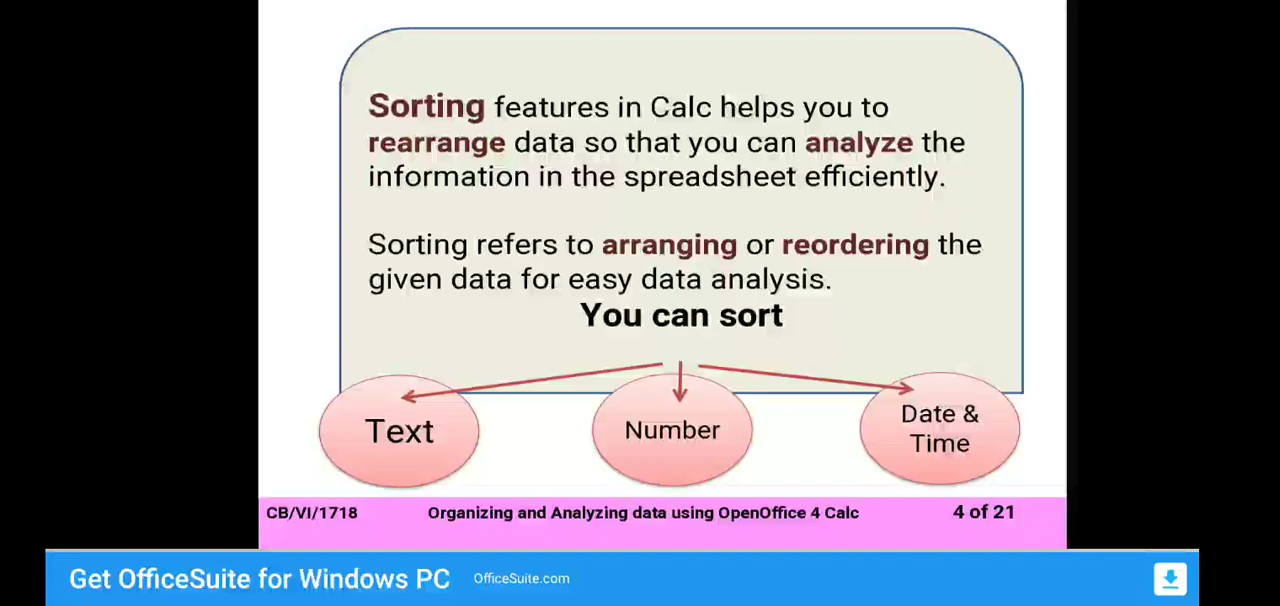 Sorting features in Calc helps you to
rearrange data so that you can analyze the
information in the spreadsheet efficiently.
Sorting refers to arranging or reordering the
given data for easy data analysis.
You can sort
Text
Number
Date &
Time
CB/VI/1718
Organizing and Analyzing data using OpenOffice 4 Calc
4 of 21
Get OfficeSuite for Windows PC
OfficeSuite.com